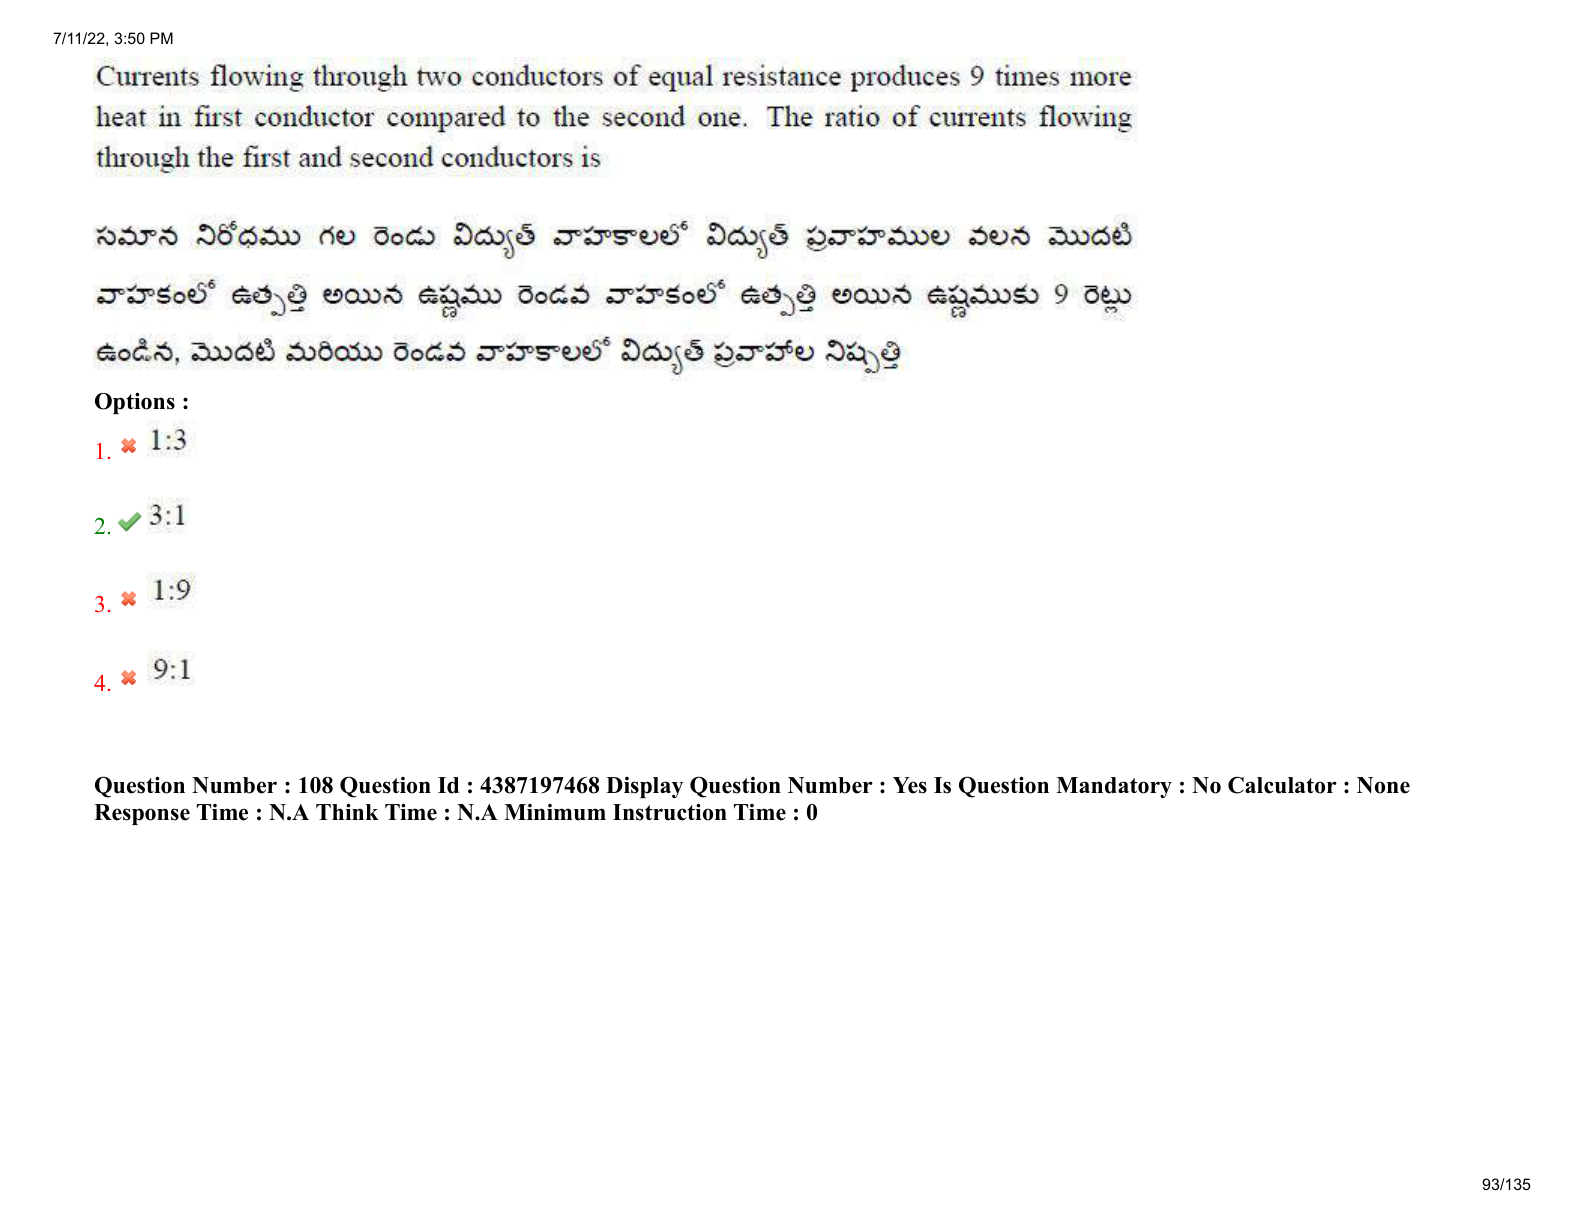 7/11/22, 3:50 PM
Currents flowing through two conductors of equal resistance produces 9 times more
heat in first conductor compared to the second one. The ratio of currents flowing
through the first and second conductors is
సమాన నిరోధము గల రెండు విద్యుత్ వాహకాలలో విద్యుత్ ప్రవాహముల వలన మొదటి
వాహకంలో ఉత్పత్తి అయిన ఉష్ణము రెండవ వాహకంలో ఉత్పత్తి అయిన ఉష్ణముకు 9 రెట్లు
ఉండిన, మొదటి మరియు రెండవ వాహకాలలో విద్యుత్ ప్రవాహాల నిష్పత్తి
Options :
1. 1:3
2. 3:1
3. 1:9
4. 9:1
Question Number : 108 Question Id : 4387197468 Display Question Number : Yes Is Question Mandatory : No Calculator : None
Response Time : N.A Think Time : N.A Minimum Instruction Time : 0
93/135